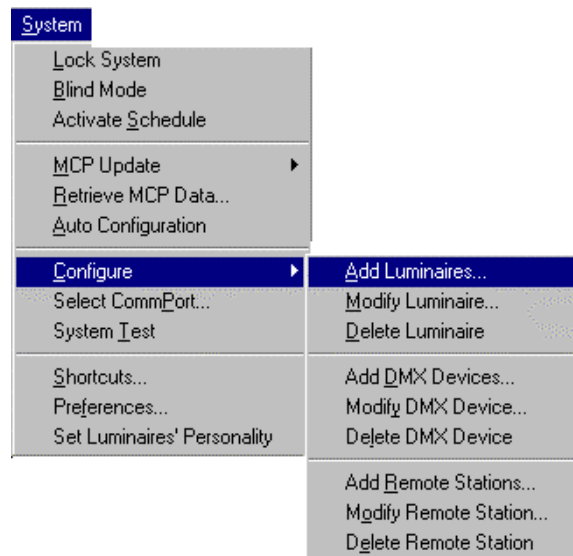 System
Lock System
Blind Mode
Activate Schedule
MCP Update
Retrieve MCP Data...
Auto Configuration
Configure
Select CommPort...
System Test
Shortcuts...
Preferences...
Set Luminaires' Personality
Add Luminaires...
Modify Luminaire...
Delete Luminaire
Add DMX Devices...
Modify DMX Device...
Delete DMX Device
Add Remote Stations...
Modify Remote Station...
Delete Remote Station